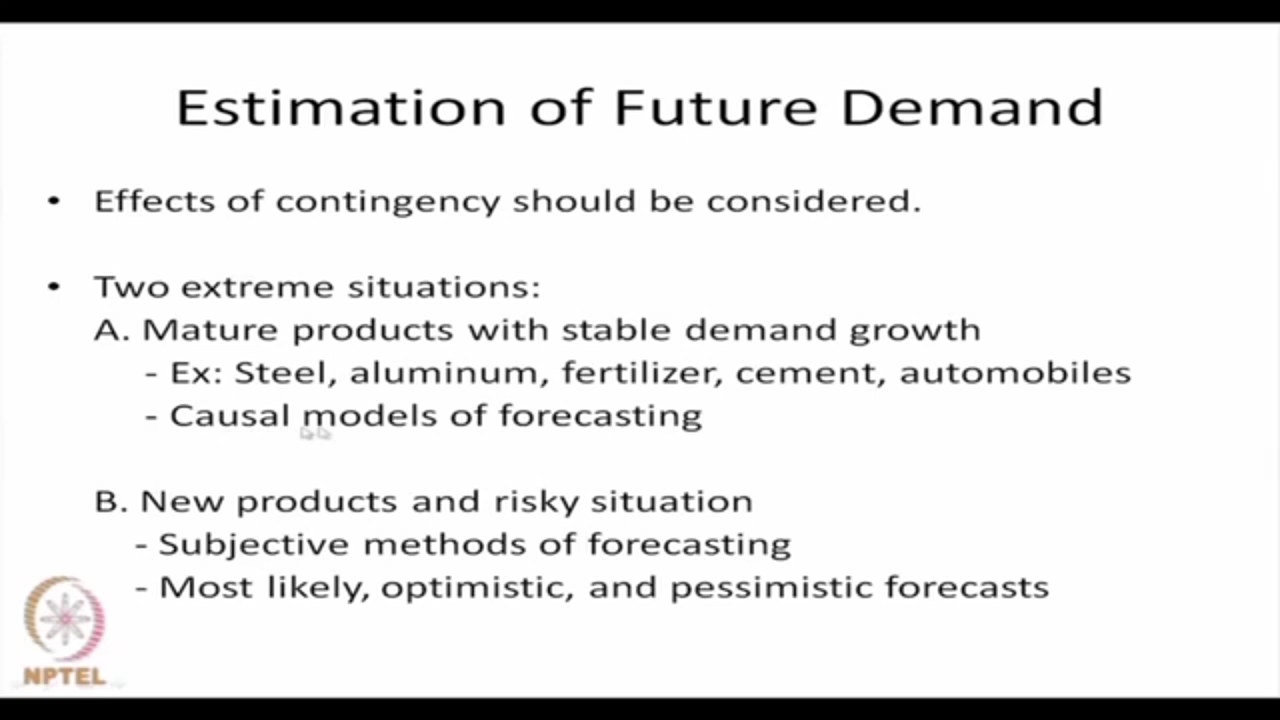 Estimation of Future Demand
• Effects of contingency should be considered.
• Two extreme situations:
A. Mature products with stable demand growth
- Ex: Steel, aluminum, fertilizer, cement, automobiles
- Causal models of forecasting
B. New products and risky situation
- Subjective methods of forecasting
- Most likely, optimistic, and pessimistic forecasts
NPTEL